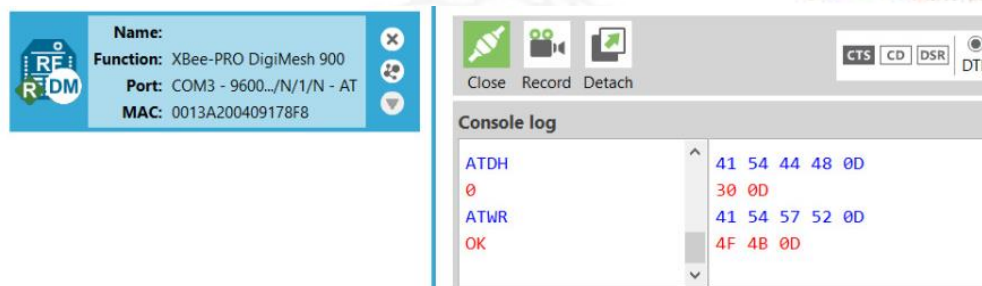 Name:
Function: XBee-PRO DigiMesh 900
Port: COM3 - 9600.../N/1/N - AT
MAC: 0013A200409178F8
RF
R DM
Close Record Detach
CTS CD DSR
Console log
ATDH 41 54 44 48 0D
0 30 0D
ATWR 41 54 57 52 0D
OK 4F 4B 0D